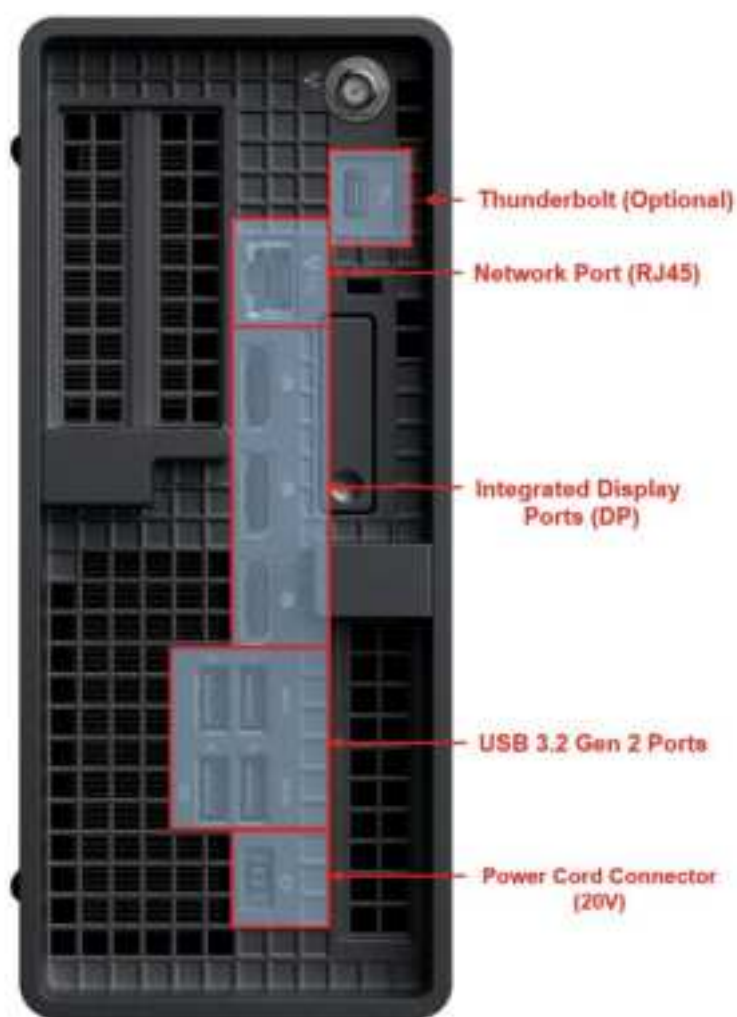 Thunderbolt (Optional)
Network Port (RJ45)
Integrated Display
Ports (DP)
USB 3.2 Gen 2 Ports
Power Cord Connector
(20V)